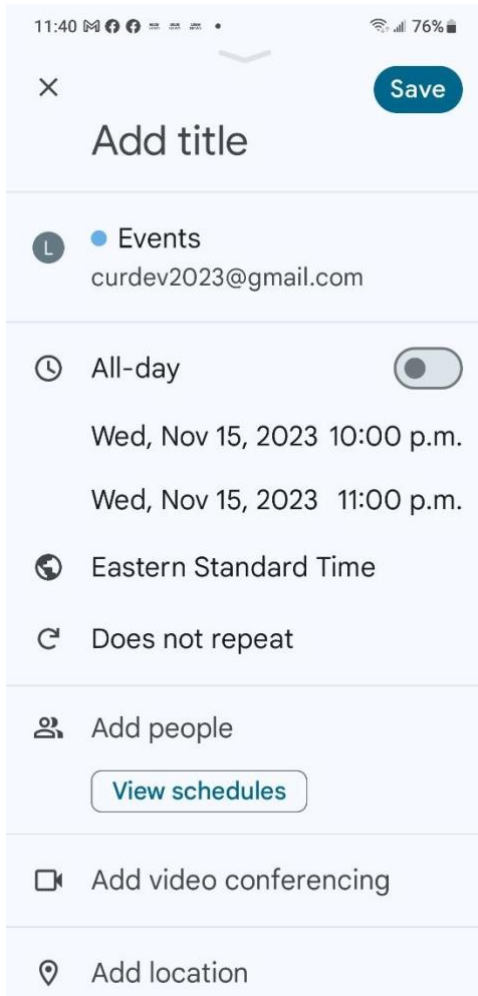 11:40 76%
Save
Add title
L Events
curdev2023@gmail.com
All-day
Wed, Nov 15, 2023 10:00 p.m.
Wed, Nov 15, 2023 11:00 p.m.
Eastern Standard Time
Does not repeat
Add people
View schedules
Add video conferencing
Add location